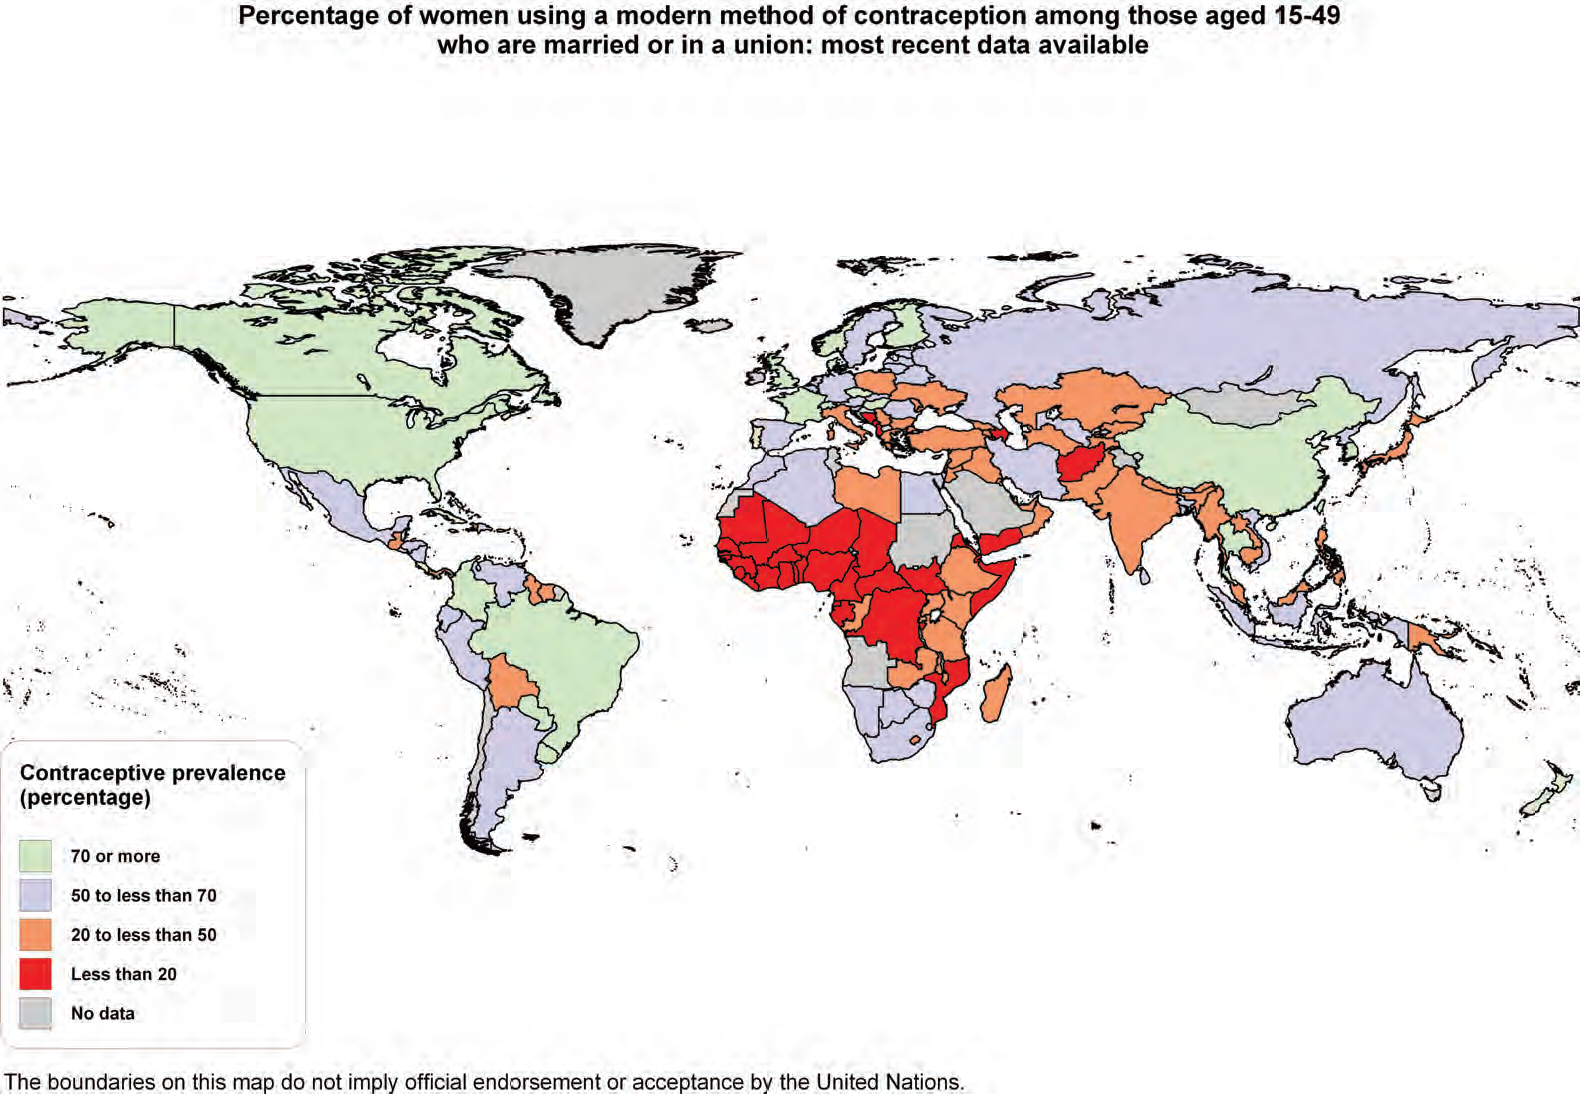 Percentage of women using a modern method of contraception among those aged 15-49
who are married or in a union: most recent data available
Contraceptive prevalence
(percentage)
70 or more
50 to less than 70
20 to less than 50
Less than 20
No data
The boundaries on this map do not imply official endorsement or acceptance by the United Nations.